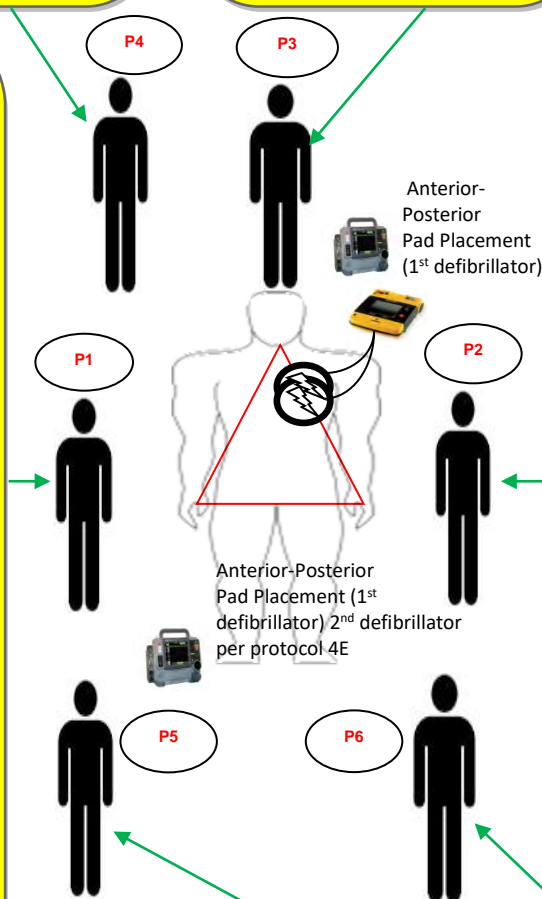 P4
P3
Anterior-
Posterior
Pad Placement
(1st defibrillator)
P1
P2
Anterior-Posterior
Pad Placement (1st
defibrillator) 2nd defibrillator
per protocol 4E
P5
P6